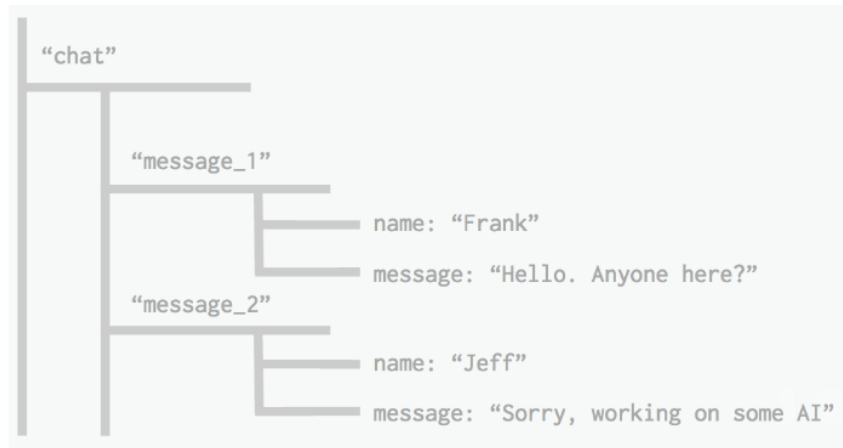 “chat”
“message_1”
name: “Frank”
message: “Hello. Anyone here?”
“message_2”
name: “Jeff”
message: “Sorry, working on some AI”